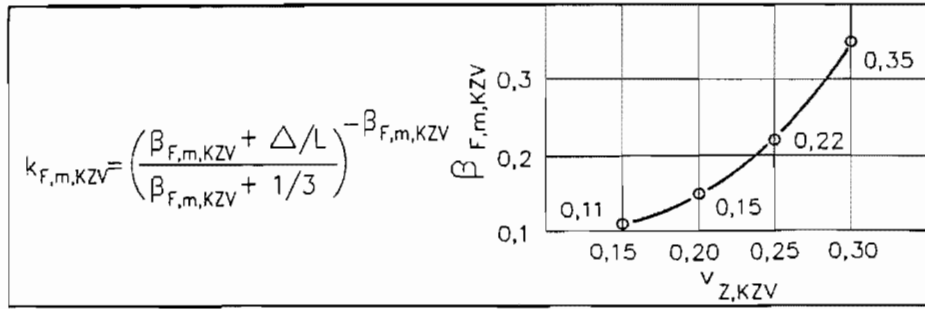 k_F,m,KZV = ( (β_F,m,KZV + Δ/L) / (β_F,m,KZV + 1/3) )^-β_F,m,KZV
β_F,m,KZV
0,3
0,2
0,1
0,35
0,22
0,15
0,11
0,15 0,20 0,25 0,30
v_Z,KZV